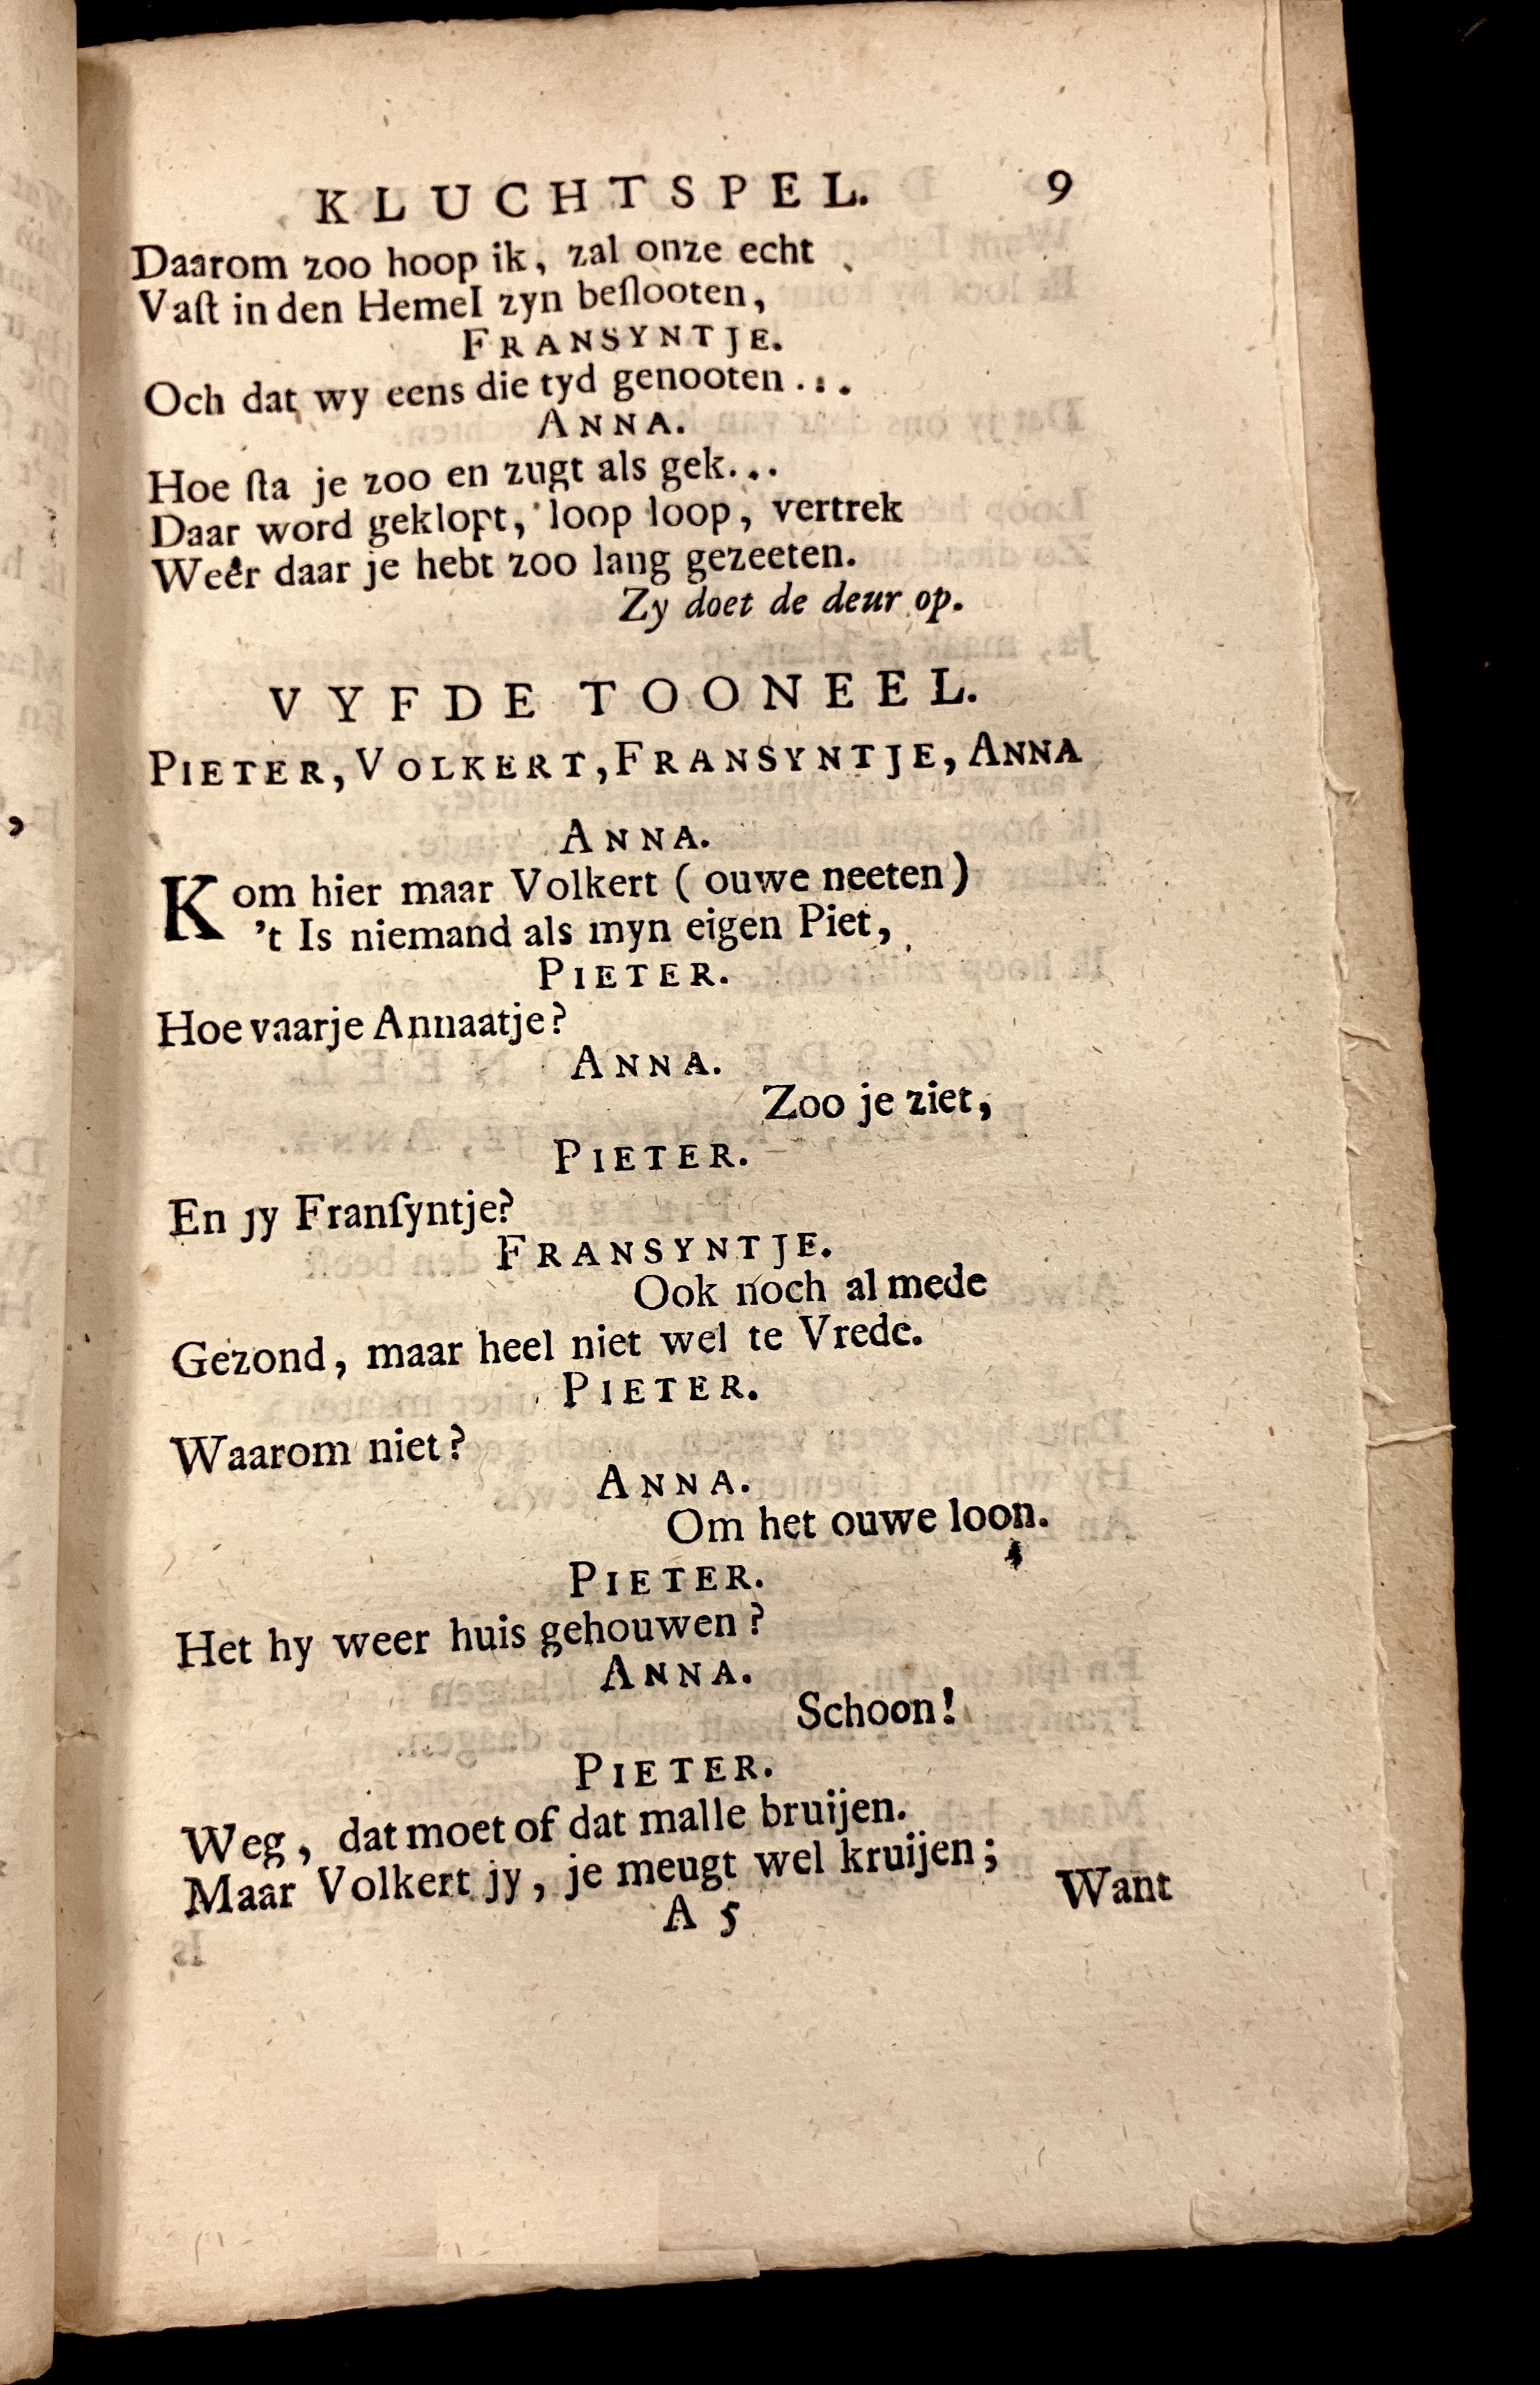 KLUCHTSPEL. 9
Daarom zoo hoop ik, zal onze echt
Vaſt in den Hemel zyn beſlooten,
FRANSYNTJE.
Och dat wy eens die tyd genooten...
ANNA.
Hoe ſta je zoo en zugt als gek...
Daar word geklopt, loop loop, vertrek
Weêr daar je hebt zoo lang gezeeten.
Zy doet de deur op.
VYFDE TOONEEL.
PIETER, VOLKERT, FRANSYNTJE, ANNA
ANNA.
Kom hier maar Volkert (ouwe neeten)
't Is niemand als myn eigen Piet,
PIETER.
Hoe vaarje Annaatje?
ANNA.
Zoo je ziet,
PIETER.
En jy Franſyntje?
FRANSYNTJE.
Ook noch al mede
Gezond, maar heel niet wel te Vrede.
PIETER.
Waarom niet?
ANNA.
Om het ouwe loon.
PIETER.
Het hy weer huis gehouwen?
ANNA.
Schoon!
PIETER.
Weg, dat moet of dat malle bruijen.
Maar Volkert jy, je meugt wel kruijen;
A 5 Want